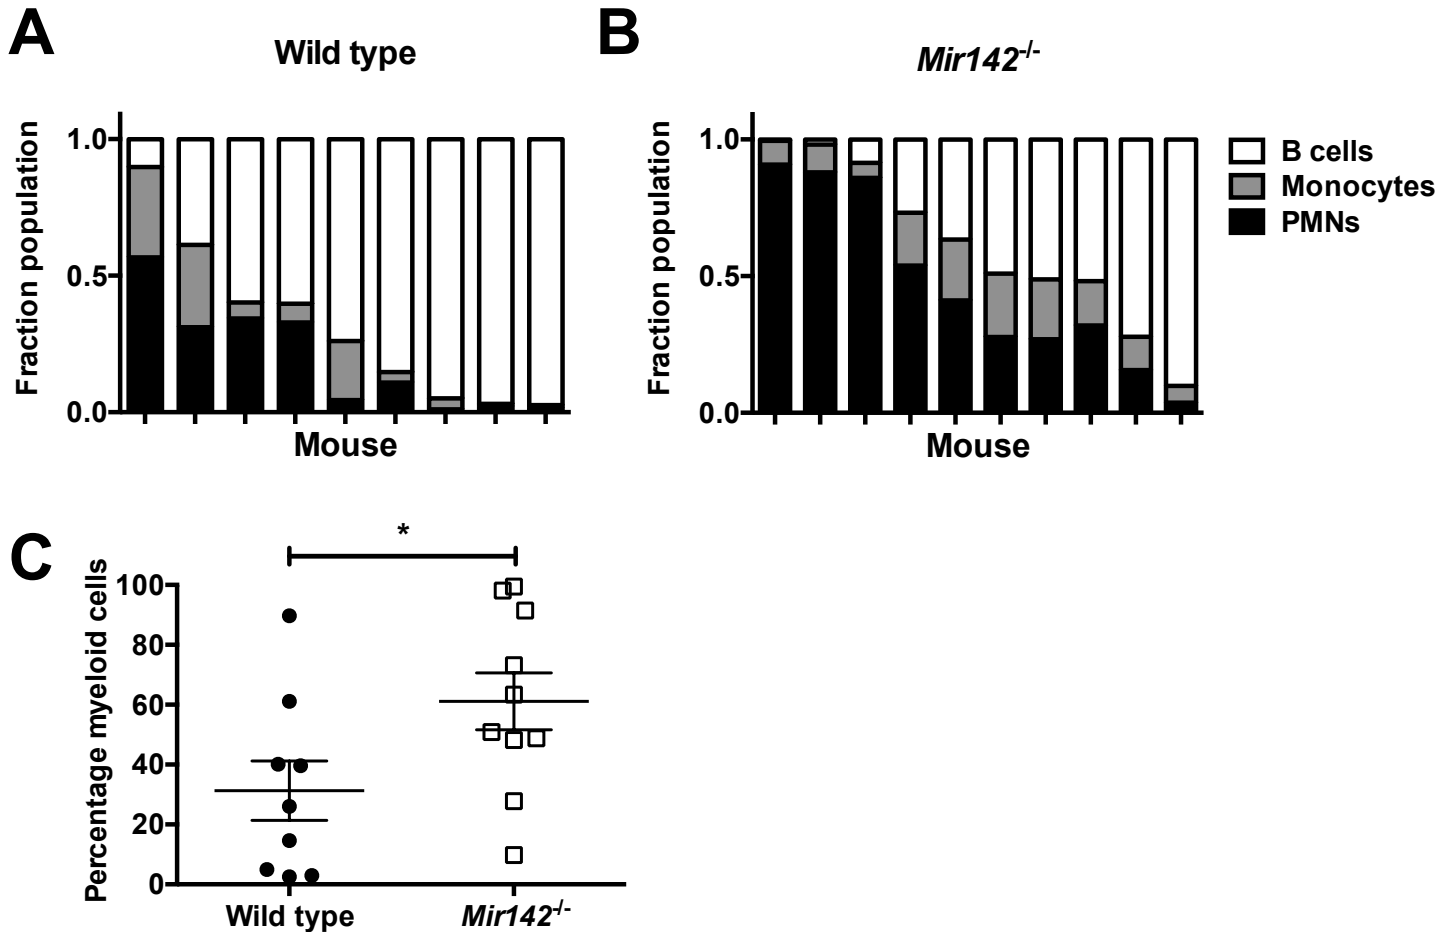 A
Wild type
Fraction population
1.0
0.5
0.0
Mouse
B
Mir142-/-
Fraction population
1.0
0.5
0.0
Mouse
B cells
Monocytes
PMNs
C
*
Percentage myeloid cells
100
80
60
40
20
0
Wild type
Mir142-/-